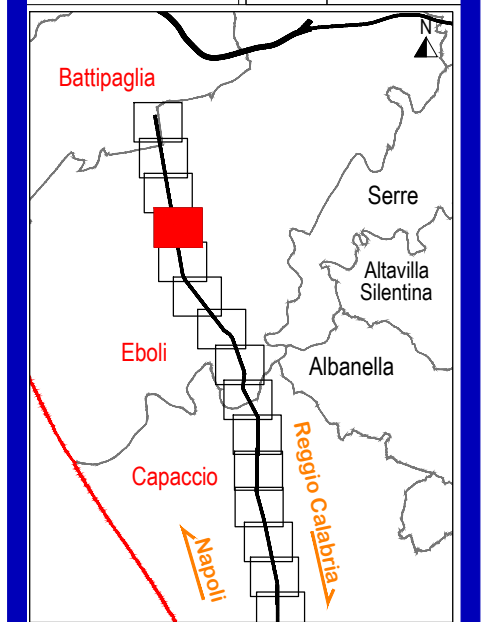 N
Battipaglia
Serre
Altavilla
Silentina
Eboli
Albanella
Capaccio
Reggio Calabria
Napoli